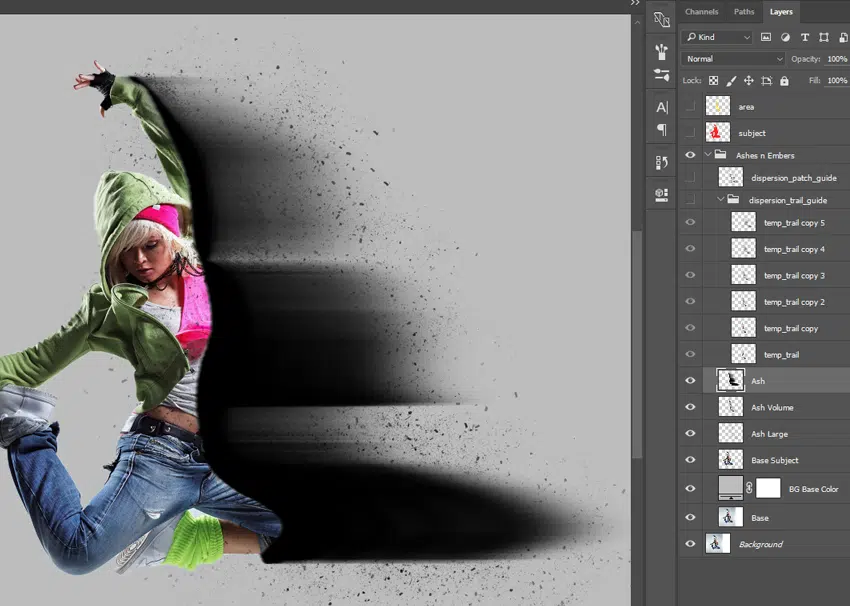 Channels Paths Layers
Kind
Normal Opacity: 100%
Lock: Fill: 100%
area
subject
Ashes n Embers
dispersion_patch_guide
dispersion_trail_guide
temp_trail copy 5
temp_trail copy 4
temp_trail copy 3
temp_trail copy 2
temp_trail copy
temp_trail
Ash
Ash Volume
Ash Large
Base Subject
BG Base Color
Base
Background